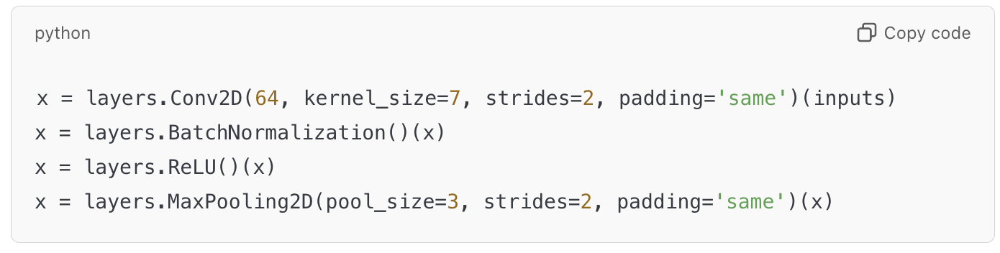 python
Copy code
x = layers.Conv2D(64, kernel_size=7, strides=2, padding='same')(inputs)
x = layers.BatchNormalization()(x)
x = layers.ReLU()(x)
x = layers.MaxPooling2D(pool_size=3, strides=2, padding='same')(x)